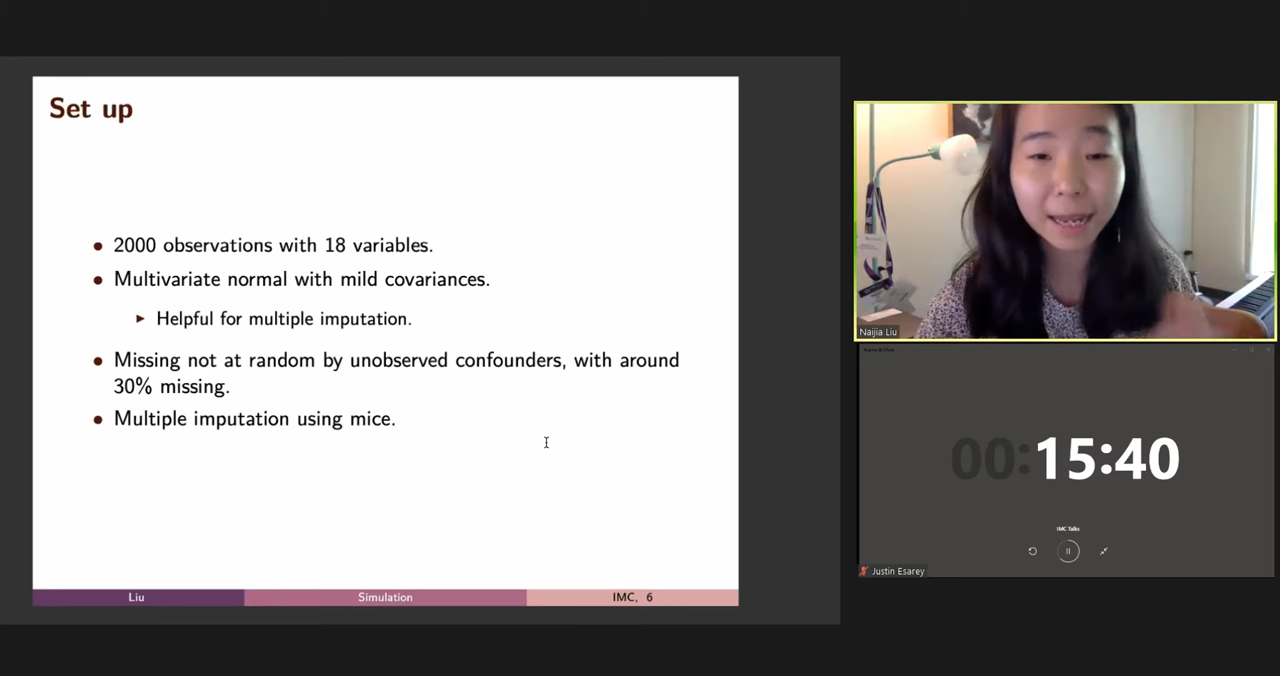 Set up
• 2000 observations with 18 variables.
• Multivariate normal with mild covariances.
▶ Helpful for multiple imputation.
• Missing not at random by unobserved confounders, with around
30% missing.
• Multiple imputation using mice.
Liu
Simulation
IMC, 6
Naijia Liu
00:15:40
IMC Talks
Justin Esarey